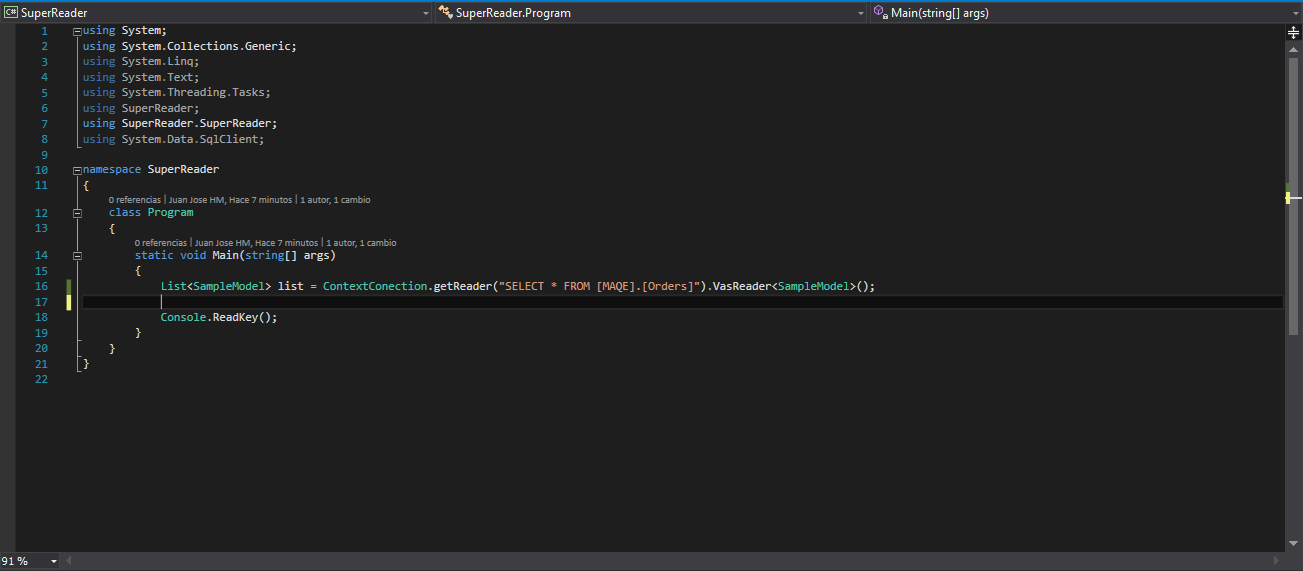 SuperReader SuperReader.Program Main(string[] args)
1 using System;
2 using System.Collections.Generic;
3 using System.Linq;
4 using System.Text;
5 using System.Threading.Tasks;
6 using SuperReader;
7 using SuperReader.SuperReader;
8 using System.Data.SqlClient;
9
10 namespace SuperReader
11 {
0 referencias | Juan Jose HM, Hace 7 minutos | 1 autor, 1 cambio
12 class Program
13 {
0 referencias | Juan Jose HM, Hace 7 minutos | 1 autor, 1 cambio
14 static void Main(string[] args)
15 {
16 List<SampleModel> list = ContextConection.getReader("SELECT * FROM [MAQE].[Orders]").VasReader<SampleModel>();
17
18 Console.ReadKey();
19 }
20 }
21 }
22
91 %